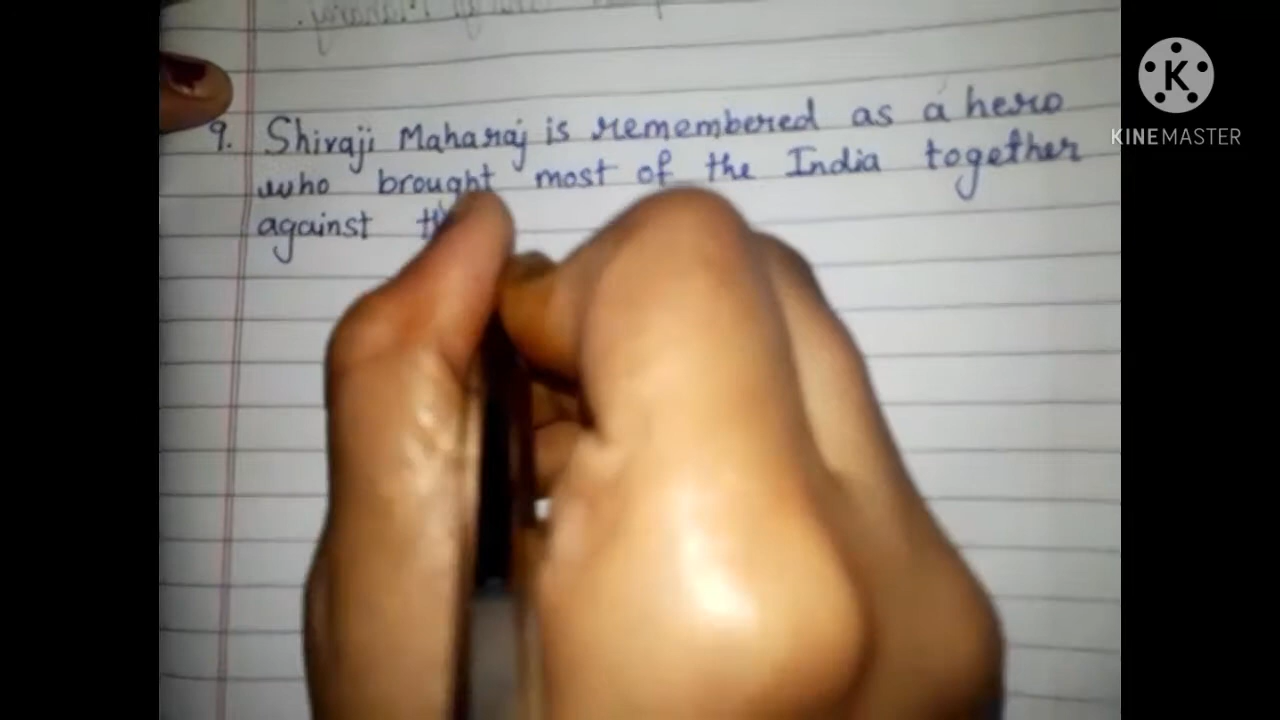 9. Shivaji Maharaj is remembered as a hero
who brought most of the India together
against
KINEMASTER